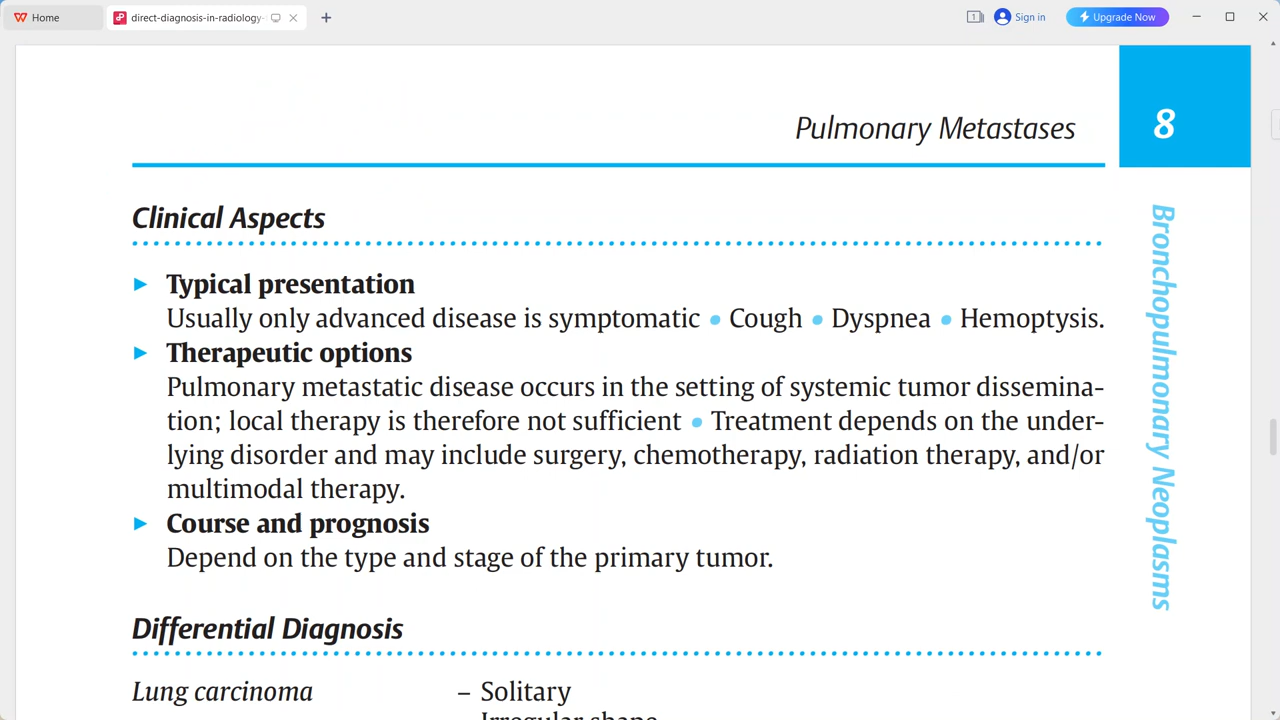 Home
direct-diagnosis-in-radiology-
1
Sign in
Upgrade Now
Pulmonary Metastases
8
Clinical Aspects
Typical presentation
Usually only advanced disease is symptomatic • Cough • Dyspnea • Hemoptysis.
Therapeutic options
Pulmonary metastatic disease occurs in the setting of systemic tumor dissemina-
tion; local therapy is therefore not sufficient • Treatment depends on the under-
lying disorder and may include surgery, chemotherapy, radiation therapy, and/or
multimodal therapy.
Course and prognosis
Depend on the type and stage of the primary tumor.
Differential Diagnosis
Lung carcinoma – Solitary
– Irregular shape
Bronchopulmonary Neoplasms